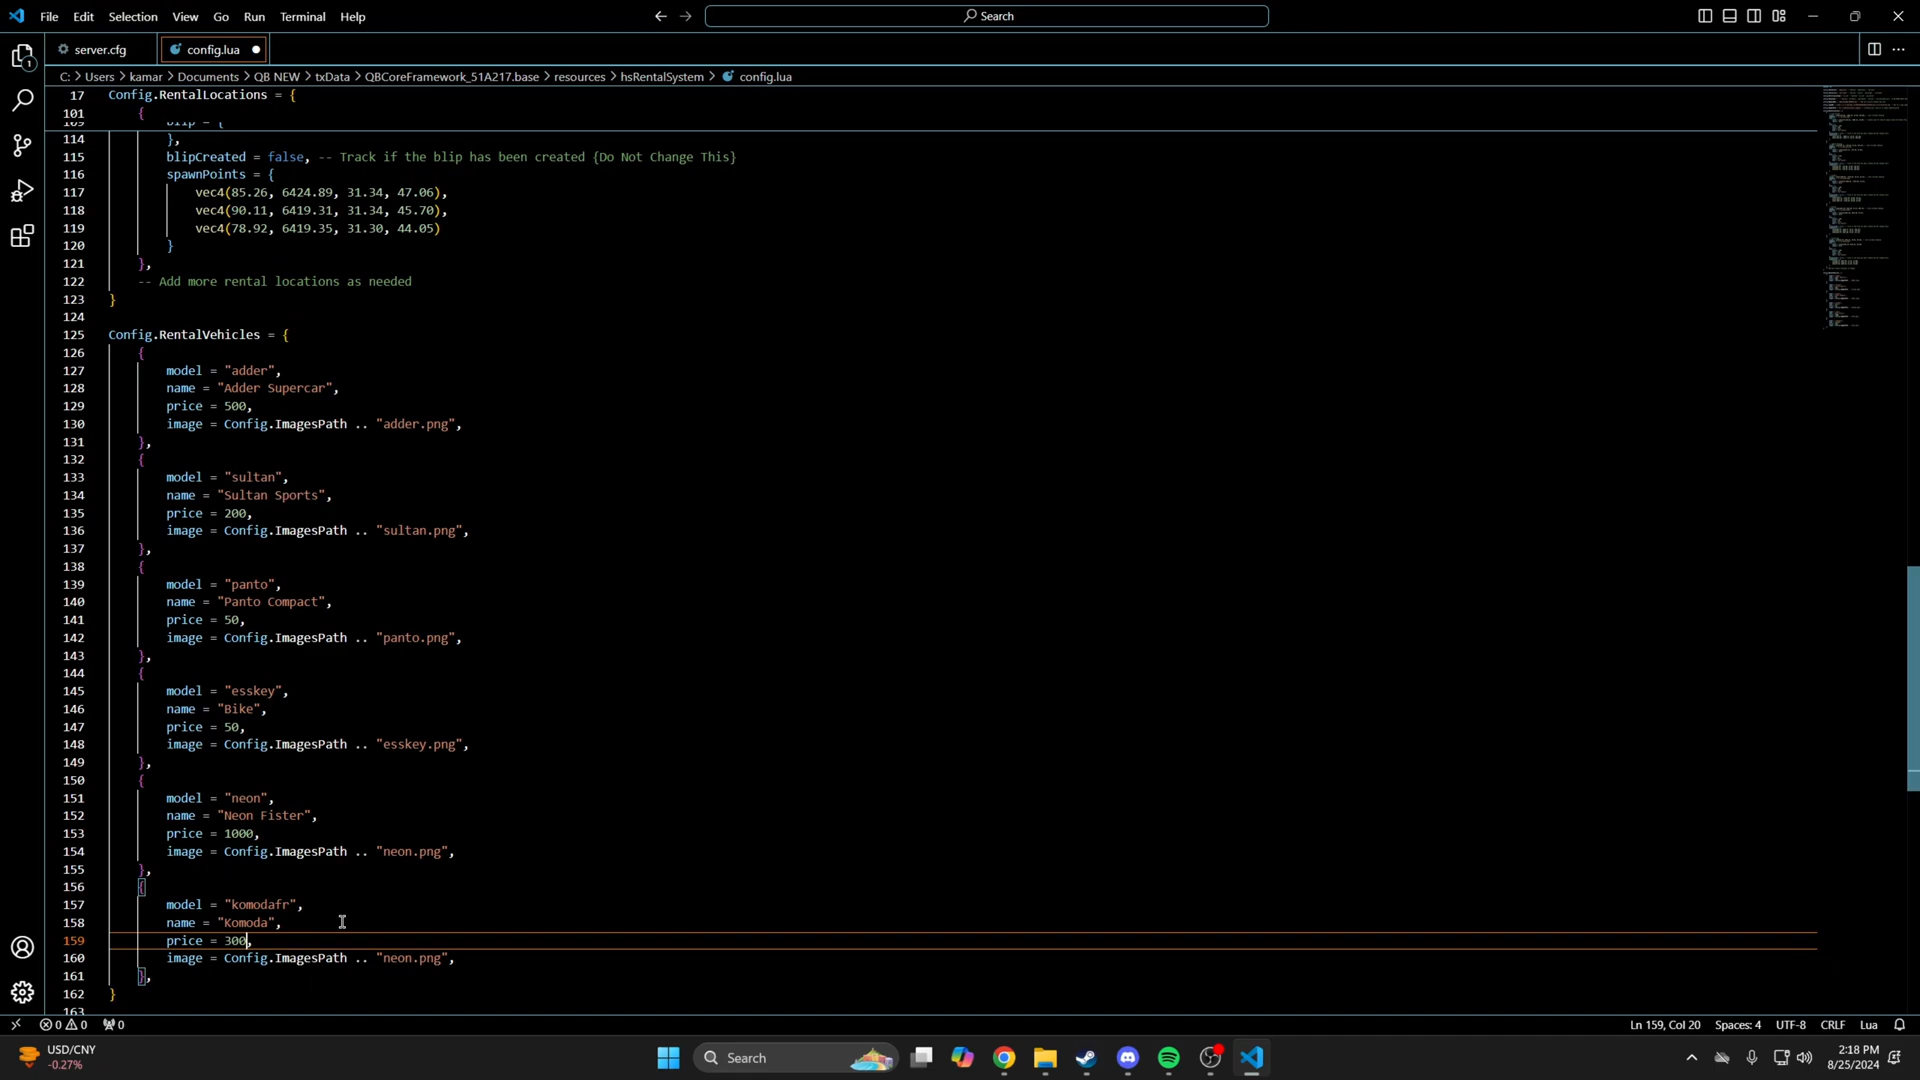 File Edit Selection View Go Run Terminal Help
Search
server.cfg
config.lua
C: > Users > kamar > Documents > QB NEW > txData > QBCoreFramework_51A217.base > resources > hsRentalSystem > config.lua
17 Config.RentalLocations = {
101 {
109 blip = {
114 },
115 blipCreated = false, -- Track if the blip has been created {Do Not Change This}
116 spawnPoints = {
117 vec4(85.26, 6424.89, 31.34, 47.06),
118 vec4(90.11, 6419.31, 31.34, 45.70),
119 vec4(78.92, 6419.35, 31.30, 44.05)
120 }
121 },
122 -- Add more rental locations as needed
123 }
124
125 Config.RentalVehicles = {
126 {
127 model = "adder",
128 name = "Adder Supercar",
129 price = 500,
130 image = Config.ImagesPath .. "adder.png",
131 },
132 {
133 model = "sultan",
134 name = "Sultan Sports",
135 price = 200,
136 image = Config.ImagesPath .. "sultan.png",
137 },
138 {
139 model = "panto",
140 name = "Panto Compact",
141 price = 50,
142 image = Config.ImagesPath .. "panto.png",
143 },
144 {
145 model = "esskey",
146 name = "Bike",
147 price = 50,
148 image = Config.ImagesPath .. "esskey.png",
149 },
150 {
151 model = "neon",
152 name = "Neon Fister",
153 price = 1000,
154 image = Config.ImagesPath .. "neon.png",
155 },
156 {
157 model = "komodafr",
158 name = "Komoda",
159 price = 300,
160 image = Config.ImagesPath .. "neon.png",
161 },
162 }
163
0 0 0 Ln 159, Col 20 Spaces: 4 UTF-8 CRLF Lua
USD/CNY
-0.27%
Search
2:18 PM
8/25/2024